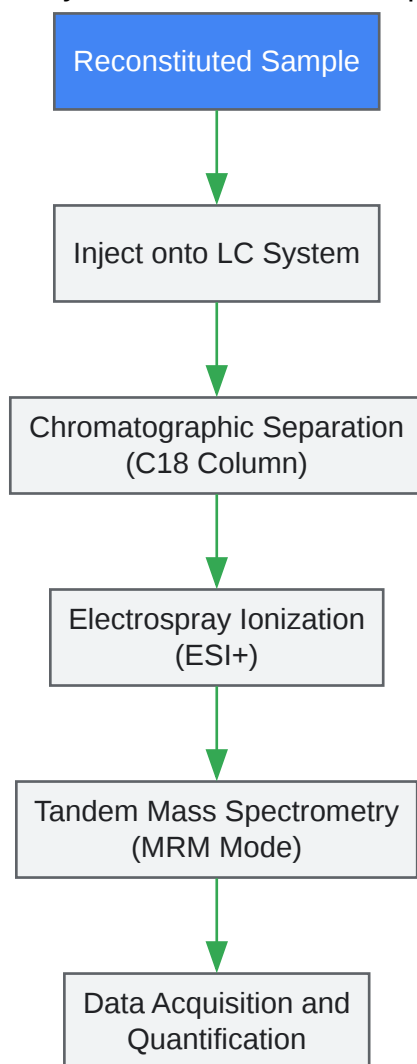 Reconstituted Sample
Inject onto LC System
Chromatographic Separation
(C18 Column)
Electrospray Ionization
(ESI+)
Tandem Mass Spectrometry
(MRM Mode)
Data Acquisition and
Quantification